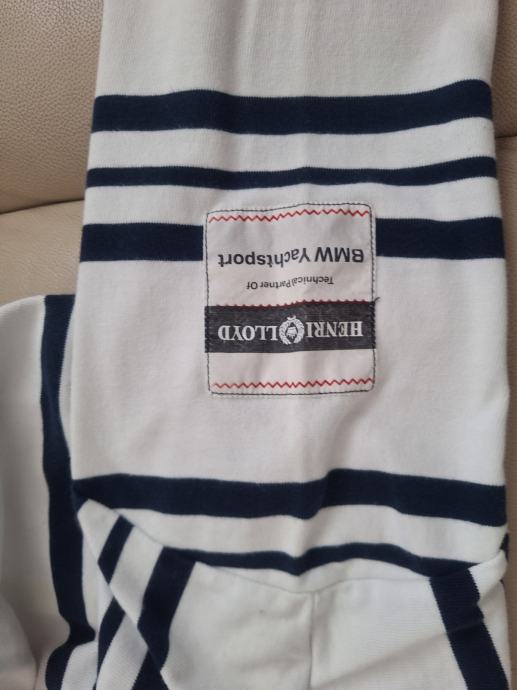 HENRI LLOYD
Technical Partner Of
BMW Yachtsport